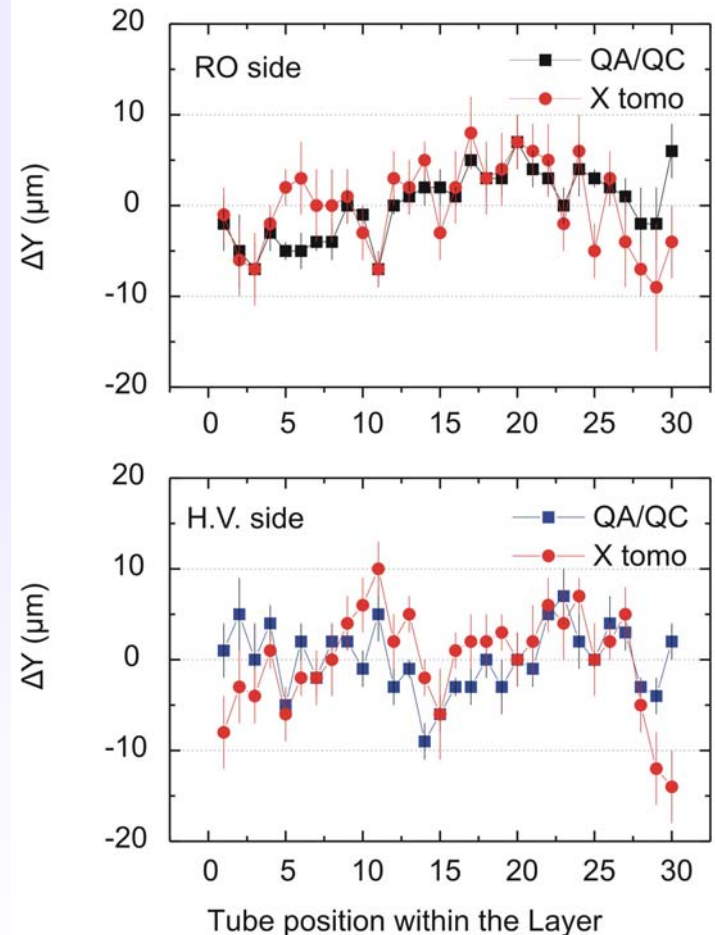 20
10
0
-10
-20
ΔY (μm)
RO side
QA/QC
X tomo
0 5 10 15 20 25 30
20
10
0
-10
-20
ΔY (μm)
H.V. side
QA/QC
X tomo
0 5 10 15 20 25 30
Tube position within the Layer